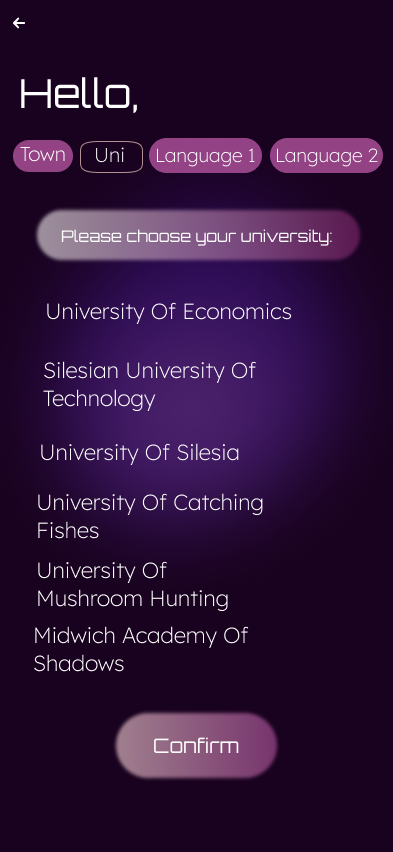 Hello,
Town Uni Language 1 Language 2
Please choose your university:
University Of Economics
Silesian University Of
Technology
University Of Silesia
University Of Catching
Fishes
University Of
Mushroom Hunting
Midwich Academy Of
Shadows
Confirm